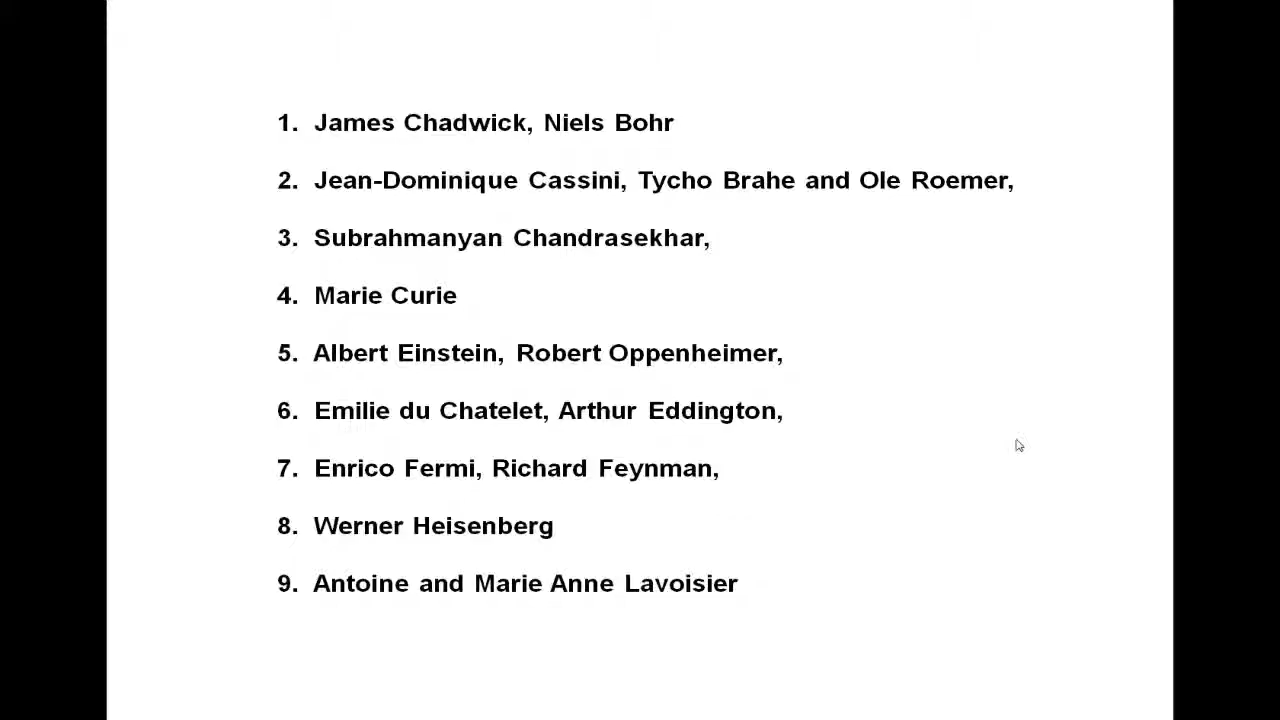 1. James Chadwick, Niels Bohr
2. Jean-Dominique Cassini, Tycho Brahe and Ole Roemer,
3. Subrahmanyan Chandrasekhar,
4. Marie Curie
5. Albert Einstein, Robert Oppenheimer,
6. Emilie du Chatelet, Arthur Eddington,
7. Enrico Fermi, Richard Feynman,
8. Werner Heisenberg
9. Antoine and Marie Anne Lavoisier